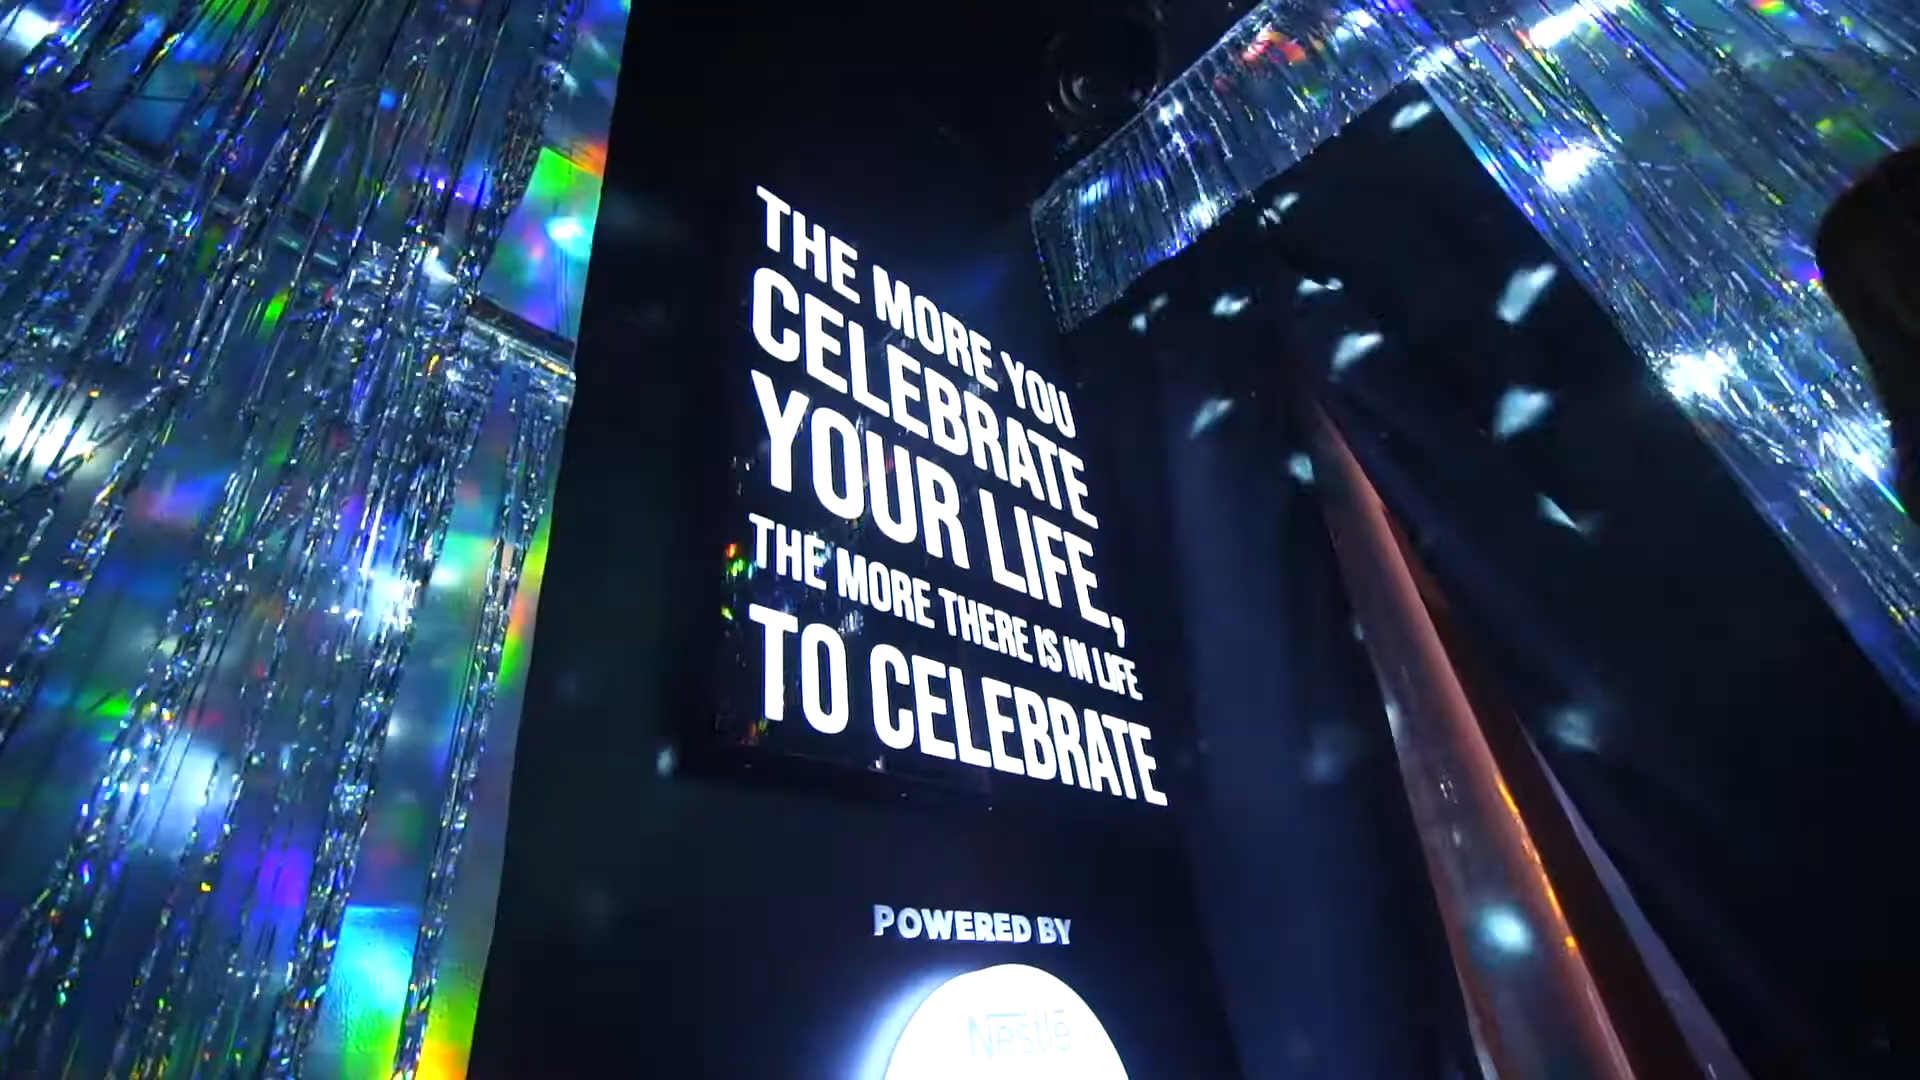 THE MORE YOU
CELEBRATE
YOUR LIFE,
THE MORE THERE IS IN LIFE
TO CELEBRATE
POWERED BY
Nestlé